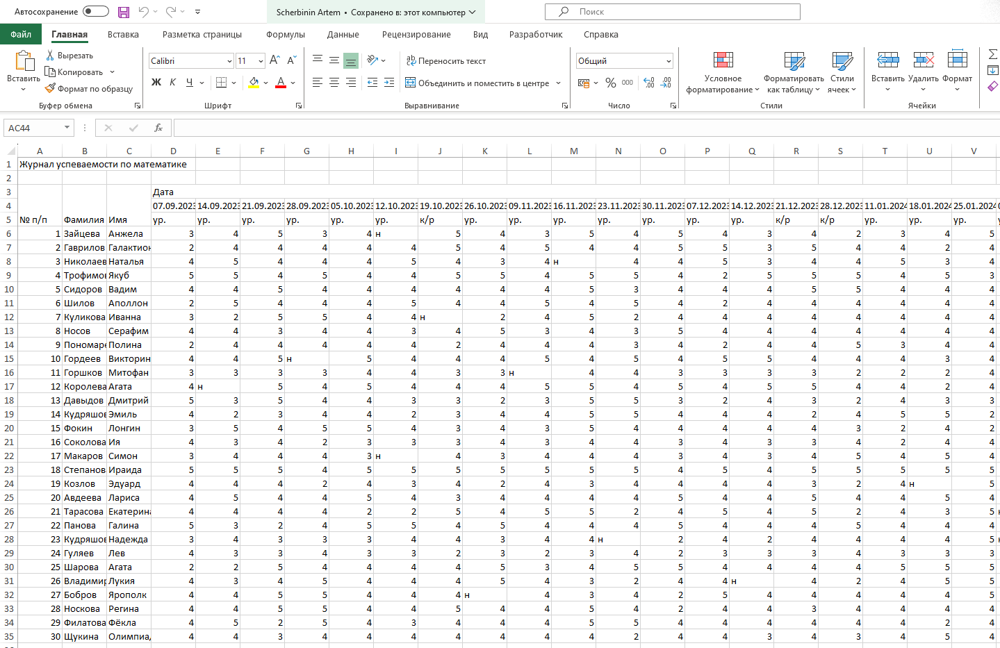 Автосохранение Scherbinin Artem • Сохранено в: этот компьютер Поиск
Файл Главная Вставка Разметка страницы Формулы Данные Рецензирование Вид Разработчик Справка
Вставить Вырезать Копировать Формат по образцу
Буфер обмена
Calibri 11
Ж К Ч А
Шрифт
Переносить текст
Объединить и поместить в центре
Выравнивание
Общий
% 000
Число
Условное форматирование Форматировать как таблицу Стили ячеек
Стили
Вставить Удалить Формат
Ячейки
AC44 fx
A B C D E F G H I J K L M N O P Q R S T U V
1 Журнал успеваемости по математике
2
3 Дата
4 07.09.2023 14.09.2023 21.09.2023 28.09.2023 05.10.2023 12.10.2023 19.10.2023 26.10.2023 09.11.2023 16.11.2023 23.11.2023 30.11.2023 07.12.2023 14.12.2023 21.12.2023 28.12.2023 11.01.2024 18.01.2024 25.01.2024
5 № п/п Фамилия Имя ур. ур. ур. ур. ур. ур. к/р ур. ур. ур. ур. ур. ур. ур. к/р к/р ур. ур. ур.
6 1 Зайцева Анжела 3 4 5 3 4 н 5 4 3 5 4 5 4 3 4 2 3 4 5
7 2 Гаврилов Галактион 2 4 4 4 4 4 5 4 5 4 4 5 5 3 5 4 4 2 4
8 3 Николаев Наталья 4 5 4 4 4 5 4 3 4 н 4 4 5 3 4 4 5 3 4
9 4 Трофимов Якуб 5 5 4 5 4 4 5 5 4 5 5 4 2 5 5 5 4 5 3
10 5 Сидоров Вадим 4 4 5 4 4 4 4 4 4 5 3 4 4 4 5 5 4 4 4
11 6 Шилов Аполлон 2 5 4 4 4 5 4 4 5 4 5 4 2 4 4 4 4 4 4
12 7 Куликова Иванна 3 2 5 5 4 4 н 2 4 5 2 4 4 4 4 4 4 4 4
13 8 Носов Серафим 4 4 3 4 4 3 4 5 3 4 3 5 4 4 4 4 4 4 4
14 9 Пономаре Полина 2 4 4 4 4 4 2 4 4 4 3 4 2 4 4 5 3 4 4
15 10 Гордеев Викторин 4 4 5 н 5 4 4 4 5 4 5 4 5 5 4 4 4 3 4
16 11 Горшков Митофан 3 3 3 3 4 4 3 3 н 4 4 3 3 3 3 2 2 2 4
17 12 Королева Агата 4 н 5 4 5 4 4 4 5 5 4 5 4 5 4 4 4 2 4
18 13 Давыдов Дмитрий 5 3 5 4 4 3 3 2 3 5 5 3 2 4 3 2 4 3 3
19 14 Кудряшов Эмиль 4 2 3 4 4 2 3 4 4 5 5 4 4 4 2 4 5 5 2
20 15 Фокин Лонгин 3 5 4 5 5 4 3 4 3 5 4 4 4 4 4 3 2 4 2
21 16 Соколова Ия 4 3 4 2 3 3 3 4 3 4 4 3 4 3 3 4 2 4 4
22 17 Макаров Симон 3 4 4 4 3 н 4 3 4 4 4 3 4 3 4 5 4 5 4
23 18 Степанов Ираида 5 5 5 4 5 5 5 5 5 5 5 4 5 4 5 5 5 5 5
24 19 Козлов Эдуард 4 4 4 2 4 3 4 2 4 3 4 4 4 4 3 2 4 н 5
25 20 Авдеева Лариса 4 5 4 4 5 4 3 4 4 4 4 5 4 4 5 4 4 5 4
26 21 Тарасова Екатерина 4 4 4 4 2 2 5 4 5 5 2 4 5 4 5 2 4 3 5
27 22 Панова Галина 5 3 2 4 5 5 4 5 4 4 4 5 4 4 4 5 4 4 4
28 23 Кудряшов Надежда 3 4 3 3 3 4 4 3 4 4 н 2 4 2 4 4 4 4 5
29 24 Гуляев Лев 4 3 3 4 3 3 2 3 2 3 4 2 3 3 3 4 3 3 3
30 25 Шарова Агата 2 2 5 4 4 4 4 5 3 4 5 5 4 4 4 4 5 5 5
31 26 Владимир Лукия 4 3 4 5 4 4 4 5 4 3 2 4 4 н 4 2 4 5 5
32 27 Бобров Ярополк 4 4 5 5 4 4 4 н 4 3 4 2 5 4 4 4 4 4 5
33 28 Носкова Регина 4 4 5 5 4 4 5 4 4 5 4 2 4 4 3 4 4 4 4
34 29 Филатова Фёкла 4 5 2 5 4 3 4 4 4 5 5 4 4 4 4 4 4 2 4
35 30 Щукина Олимпиад 4 4 3 4 4 4 4 4 4 4 2 4 4 3 4 3 4 5 4